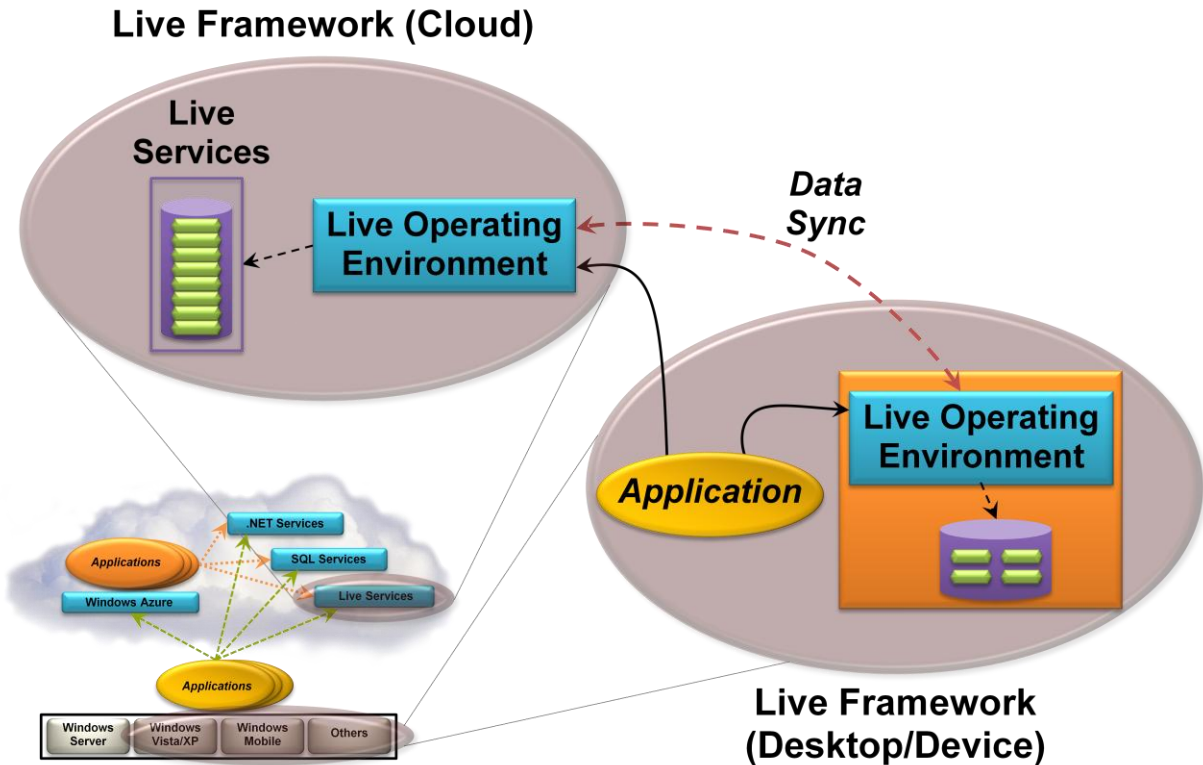 Live Framework (Cloud)
Live
Services
Live Operating
Environment
Data
Sync
Live Operating
Environment
Application
.NET Services
Applications
SQL Services
Windows Azure
Live Services
Applications
Windows
Server
Windows
Vista/XP
Windows
Mobile
Others
Live Framework
(Desktop/Device)